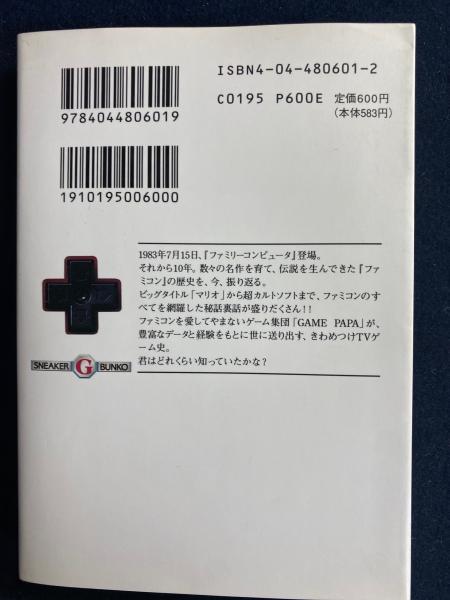 ISBN4-04-480601-2
9784044806019
C0195 P600E 定価600円
(本体583円)
1910195006000
1983年7月15日、『ファミリーコンピュータ』登場。
それから10年。数々の名作を育て、伝説を生んできた『ファ
ミコン』の歴史を、今、振り返る。
ビッグタイトル「マリオ」から超カルトソフトまで、ファミコンのす
べてを網羅した秘話裏話が盛りだくさん!!
ファミコンを愛してやまないゲーム集団「GAME PAPA」が、
豊富なデータと経験をもとに世に送り出す、きわめつけTVゲ
ーム史。
君はどれくらい知っていたかな?
SNEAKER G BUNKO